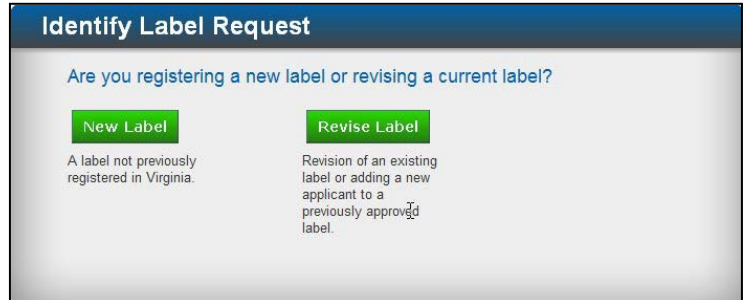 Identify Label Request
Are you registering a new label or revising a current label?
New Label
Revise Label
A label not previously
registered in Virginia.
Revision of an existing
label or adding a new
applicant to a
previously approved
label.